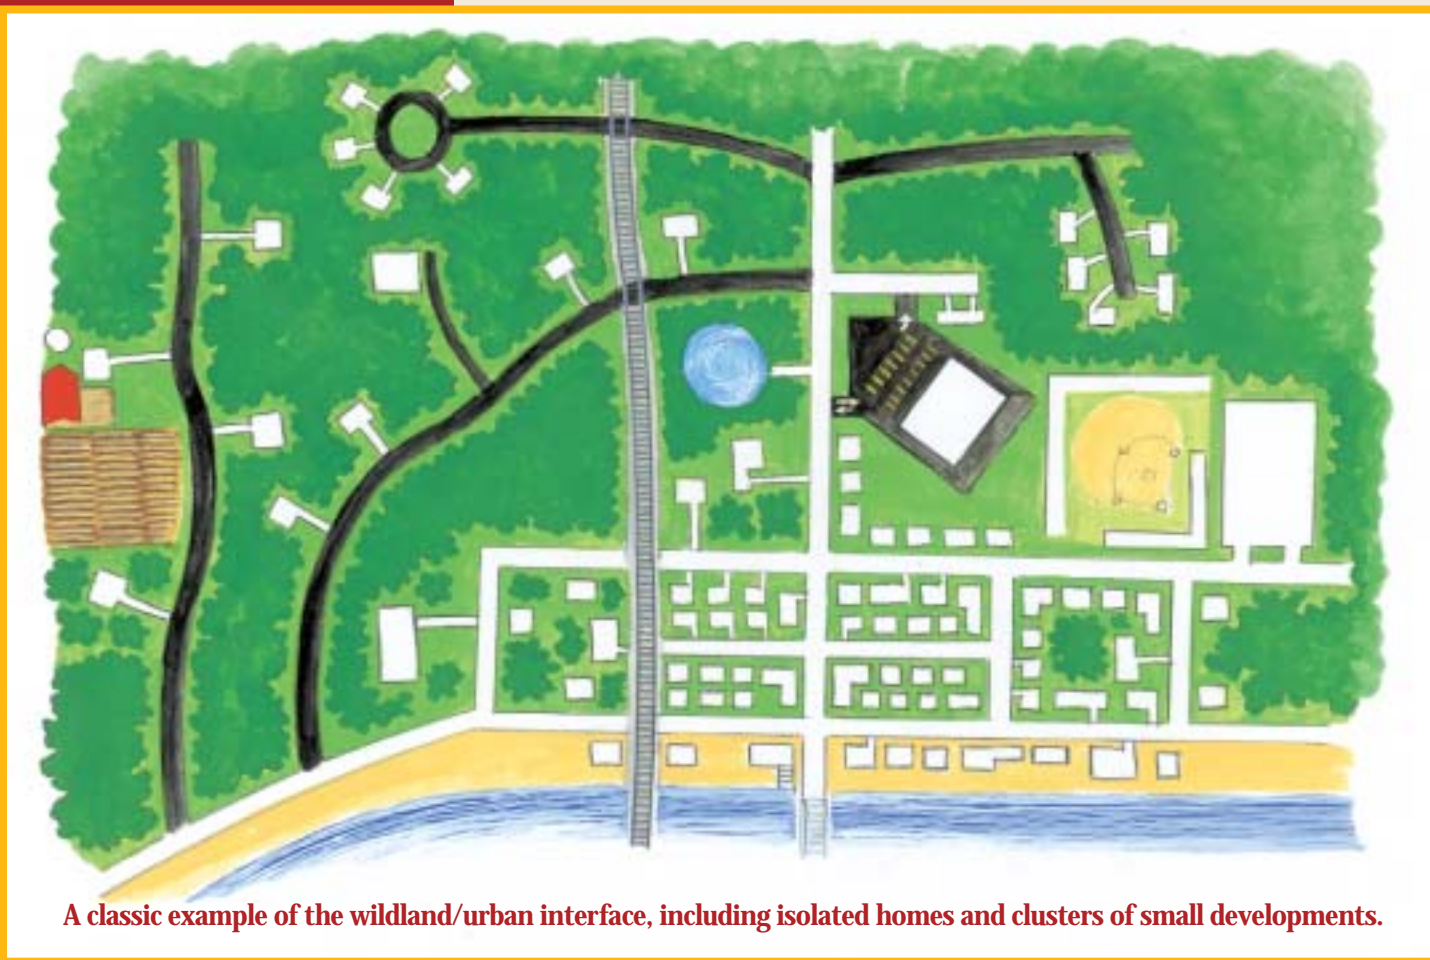 A classic example of the wildland/urban interface, including isolated homes and clusters of small developments.